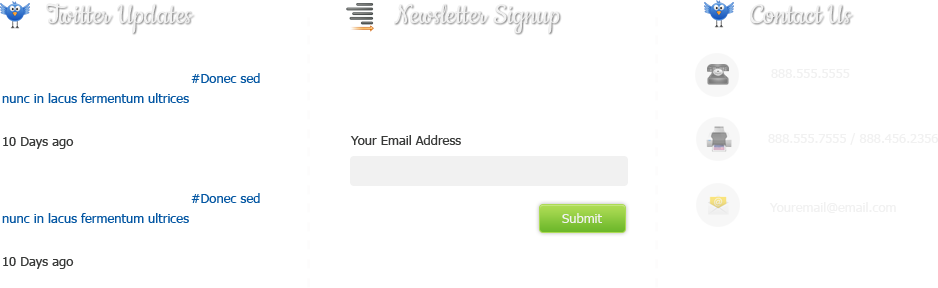 Twitter Updates
#Donec sed
nunc in lacus fermentum ultrices
10 Days ago
#Donec sed
nunc in lacus fermentum ultrices
10 Days ago
Newsletter Signup
Your Email Address
Submit
Contact Us
888.555.5555
888.555.7555 / 888.456.2356
Youremail@email.com